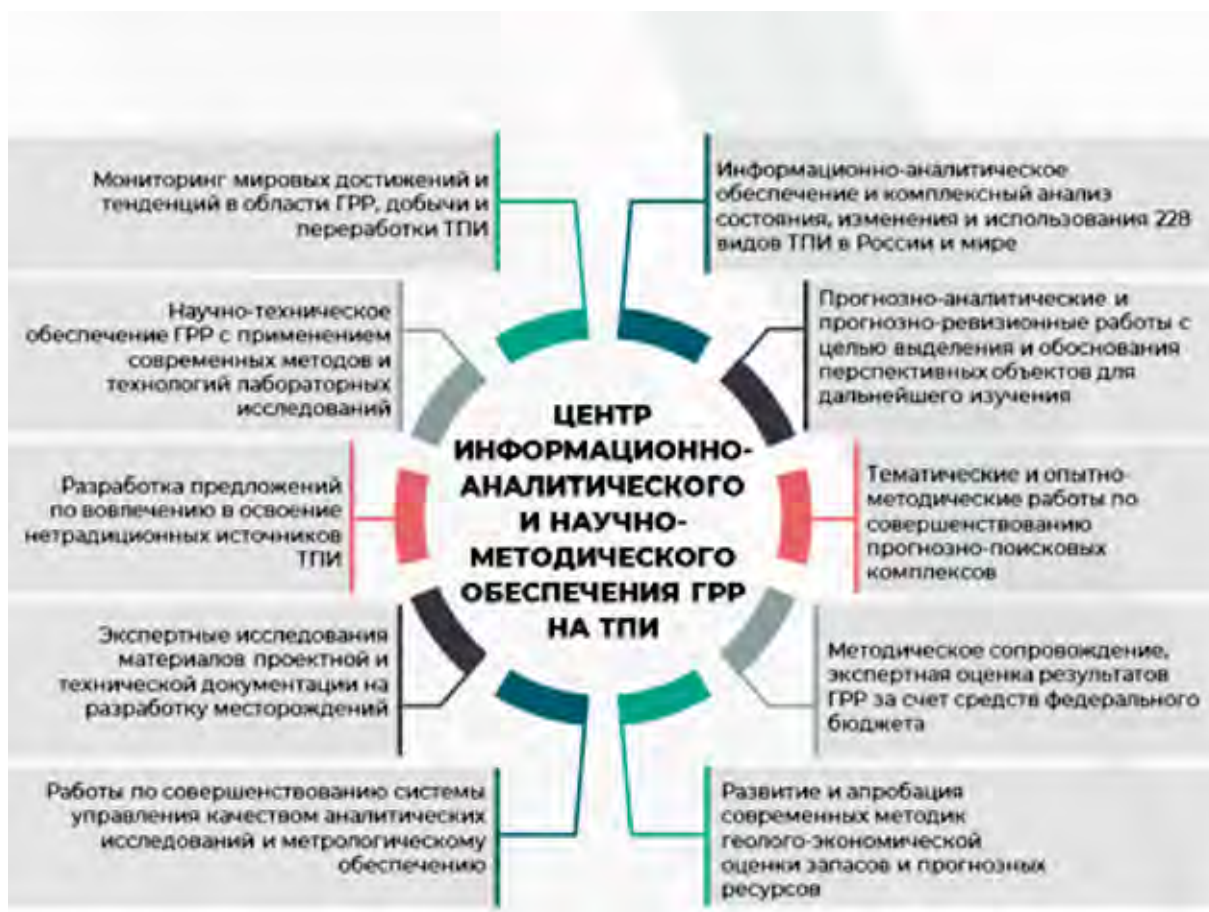 Мониторинг мировых достижений и
тенденций в области ГРР, добычи и
переработки ТПИ
Научно-техническое
обеспечение ГРР с применением
современных методов и
технологий лабораторных
исследований
Разработка предложений
по вовлечению в освоение
нетрадиционных источников
ТПИ
Экспертные исследования
материалов проектной и
технической документации на
разработку месторождений
Работы по совершенствованию системы
управления качеством аналитических
исследований и метрологическому
обеспечению
ЦЕНТР
ИНФОРМАЦИОННО-
АНАЛИТИЧЕСКОГО
И НАУЧНО-
МЕТОДИЧЕСКОГО
ОБЕСПЕЧЕНИЯ ГРР
НА ТПИ
Информационно-аналитическое
обеспечение и комплексный анализ
состояния, изменения и использования 228
видов ТПИ в России и мире
Прогнозно-аналитические и
прогнозно-ревизионные работы с
целью выделения и обоснования
перспективных объектов для
дальнейшего изучения
Тематические и опытно-
методические работы по
совершенствованию
прогнозно-поисковых
комплексов
Методическое сопровождение,
экспертная оценка результатов
ГРР за счет средств федерального
бюджета
Развитие и апробация
современных методик
геолого-экономической
оценки запасов и прогнозных
ресурсов